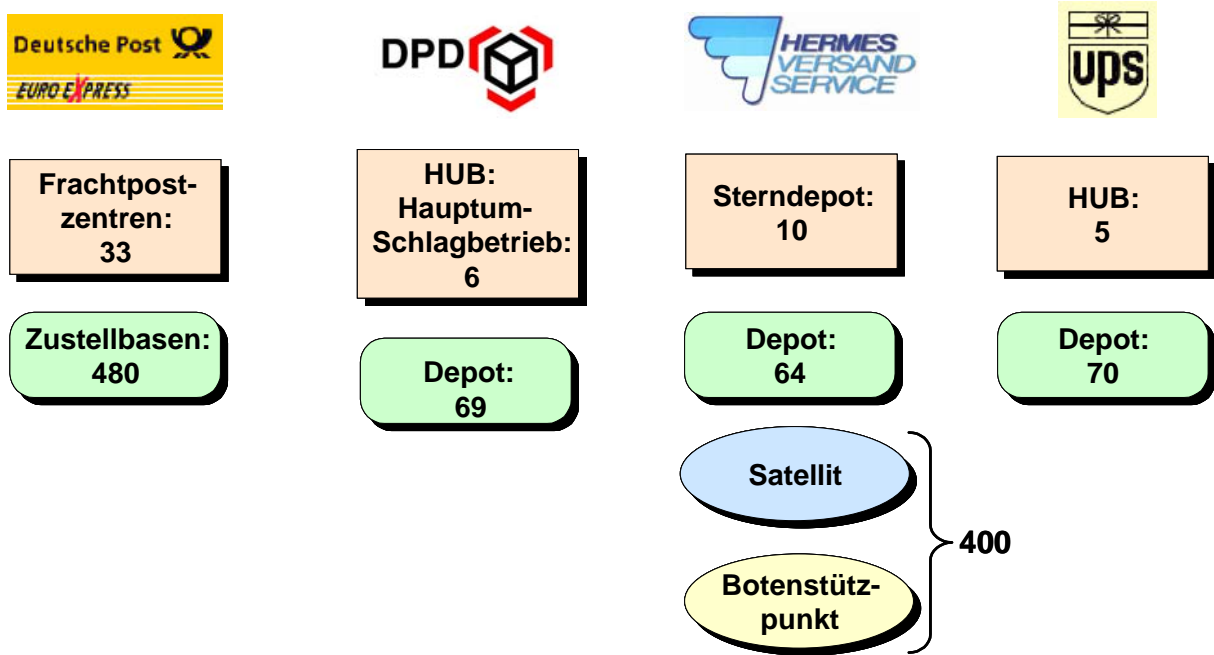 Deutsche Post
EURO EXPRESS
DPD
HERMES
VERSAND
SERVICE
ups
Frachtpost-
zentren:
33
HUB:
Hauptum-
Schlagbetrieb:
6
Sterndepot:
10
HUB:
5
Zustellbasen:
480
Depot:
69
Depot:
64
Depot:
70
Satellit
Botenstütz-
punkt
400